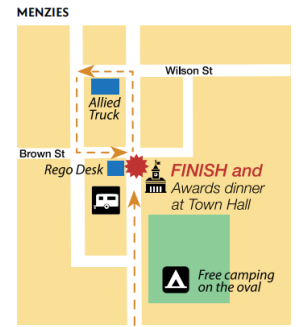 MENZIES
Wilson St
Allied
Truck
Brown St
Rego Desk
FINISH and
Awards dinner
at Town Hall
Free camping
on the oval